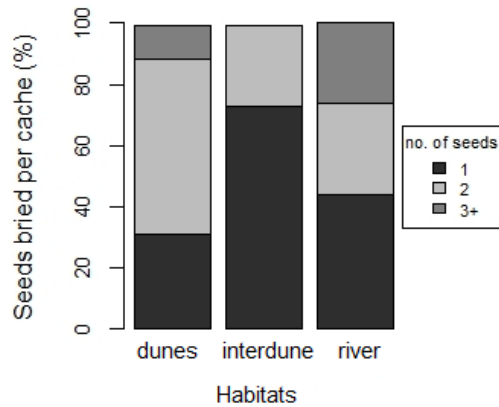 Seeds bried per cache (%)
100
80
60
40
20
0
no. of seeds
1
2
3+
dunes interdune river
Habitats